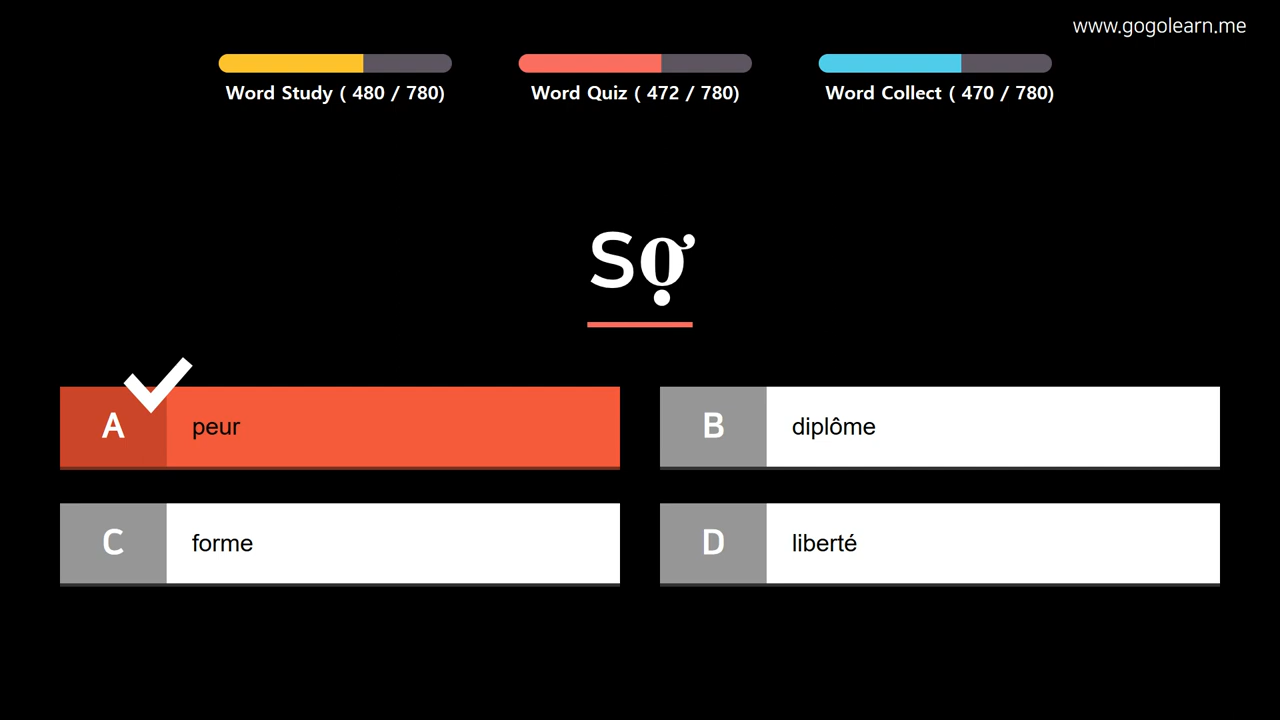 www.gogolearn.me
Word Study ( 480 / 780)
Word Quiz ( 472 / 780)
Word Collect ( 470 / 780)
Sợ
A peur
B diplôme
C forme
D liberté